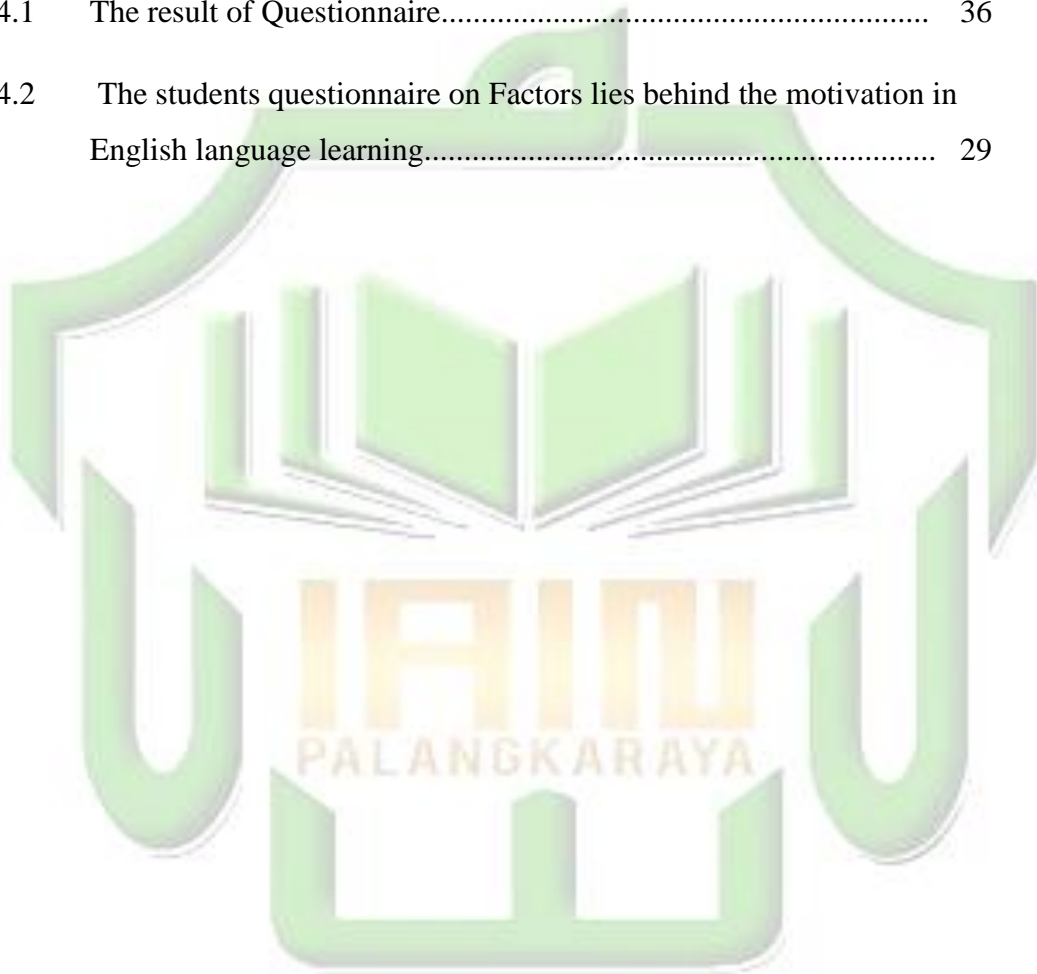 4.1 The result of Questionnaire............................................................. 36
4.2 The students questionnaire on Factors lies behind the motivation in
English language learning................................................................ 29
IAIN
PALANGKARAYA